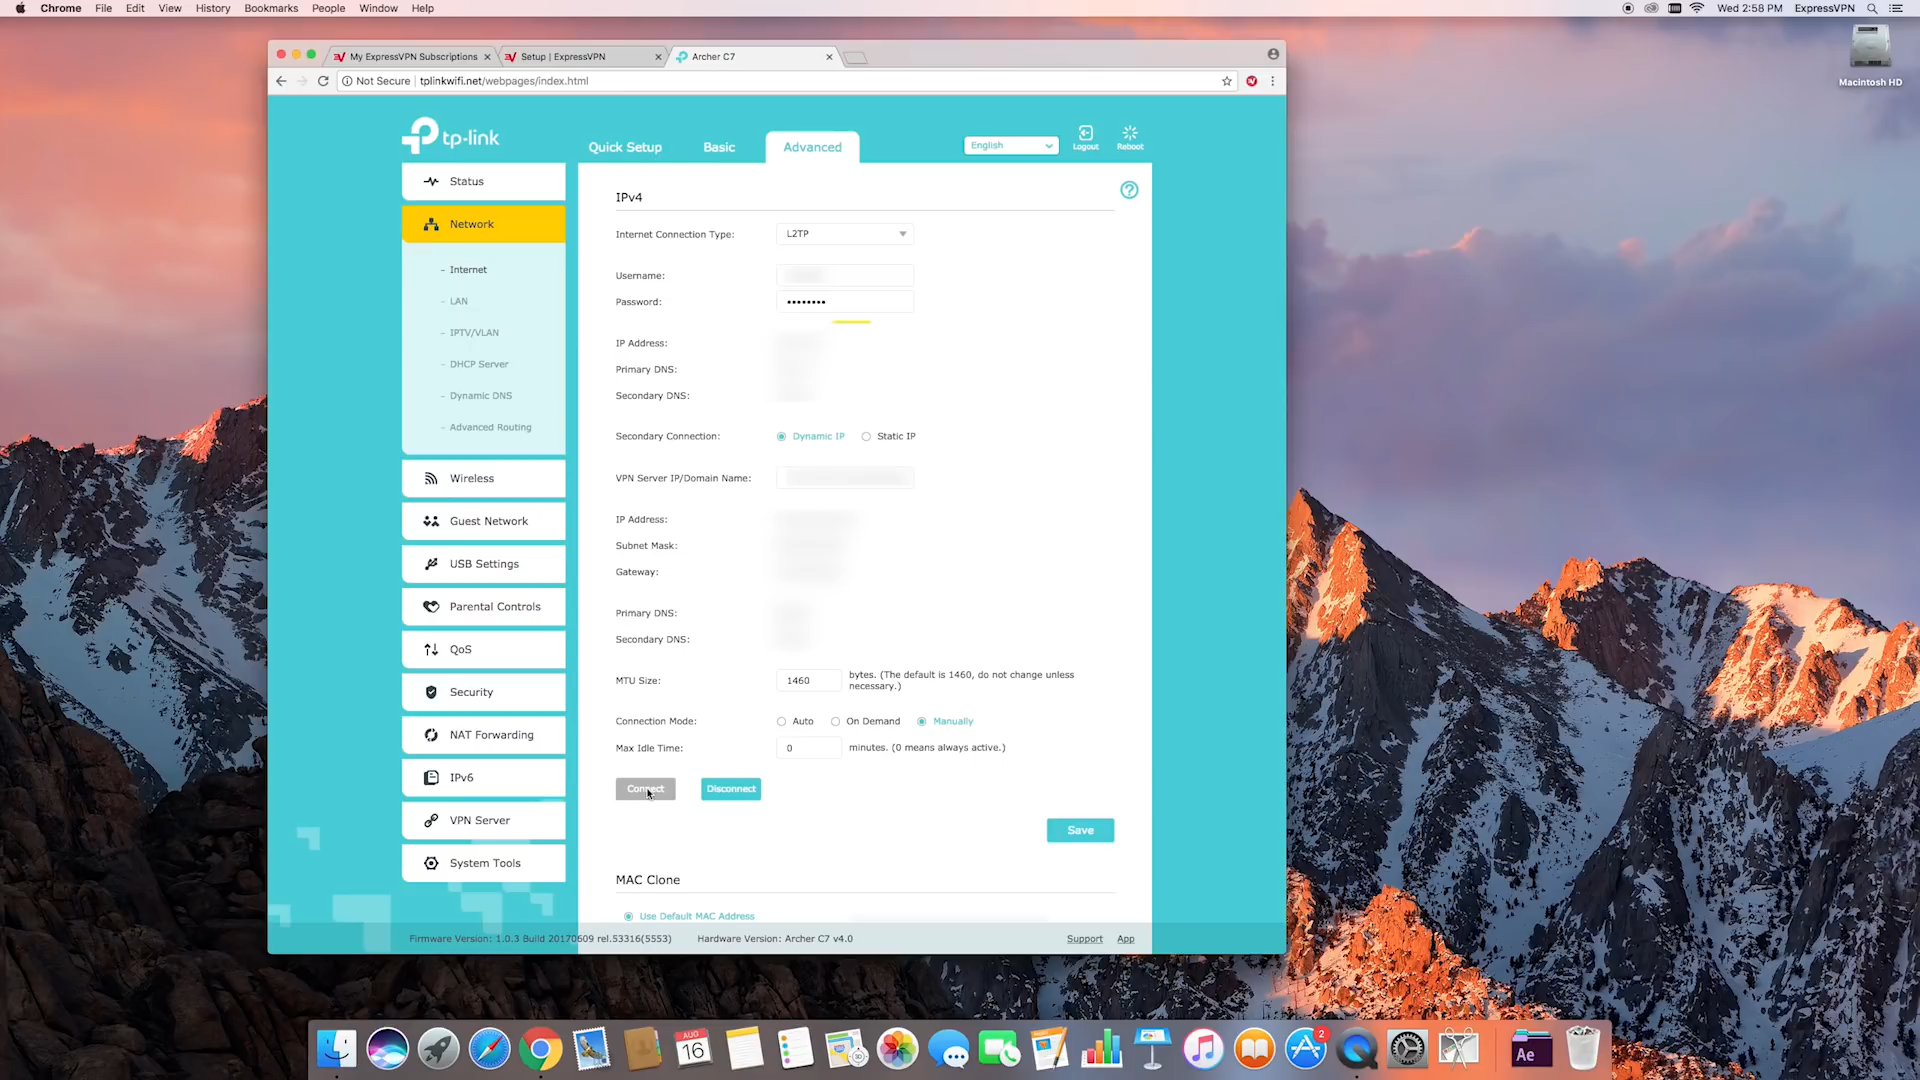 Chrome File Edit View History Bookmarks People Window Help
Wed 2:58 PM ExpressVPN
Macintosh HD
My ExpressVPN Subscriptions
Setup | ExpressVPN
Archer C7
Not Secure | tplinkwifi.net/webpages/index.html
tp-link
Quick Setup
Basic
Advanced
English
Logout
Reboot
Status
Network
- Internet
- LAN
- IPTV/VLAN
- DHCP Server
- Dynamic DNS
- Advanced Routing
Wireless
Guest Network
USB Settings
Parental Controls
QoS
Security
NAT Forwarding
IPv6
VPN Server
System Tools
IPv4
Internet Connection Type: L2TP
Username:
Password: ••••••••
IP Address:
Primary DNS:
Secondary DNS:
Secondary Connection: Dynamic IP Static IP
VPN Server IP/Domain Name:
IP Address:
Subnet Mask:
Gateway:
Primary DNS:
Secondary DNS:
MTU Size: 1460 bytes. (The default is 1460, do not change unless
necessary.)
Connection Mode: Auto On Demand Manually
Max Idle Time: 0 minutes. (0 means always active.)
Connect
Disconnect
Save
MAC Clone
Use Default MAC Address
Firmware Version: 1.0.3 Build 20170609 rel.53316(5553)
Hardware Version: Archer C7 v4.0
Support
App
AUG
16
2
Ae